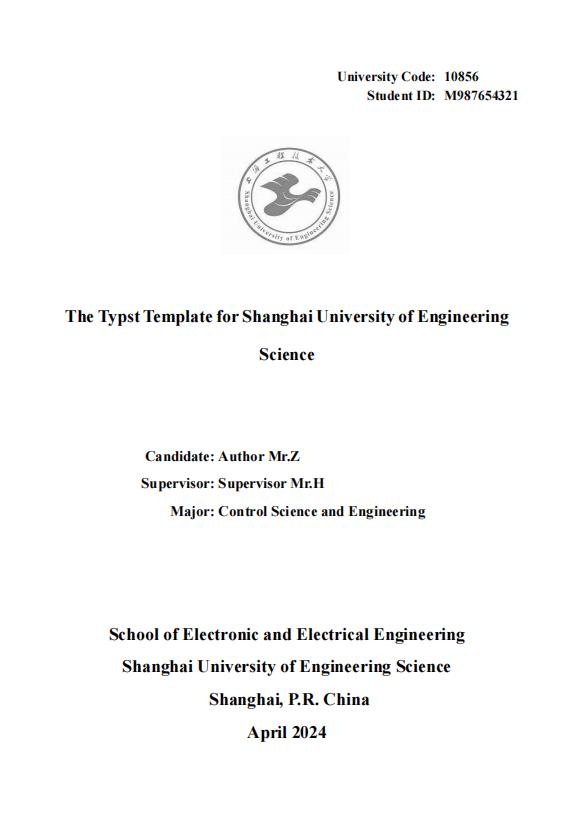 University Code: 10856
Student ID: M987654321
上海工程技术大学
Shanghai University of Engineering Science
The Typst Template for Shanghai University of Engineering
Science
Candidate: Author Mr.Z
Supervisor: Supervisor Mr.H
Major: Control Science and Engineering
School of Electronic and Electrical Engineering
Shanghai University of Engineering Science
Shanghai, P.R. China
April 2024